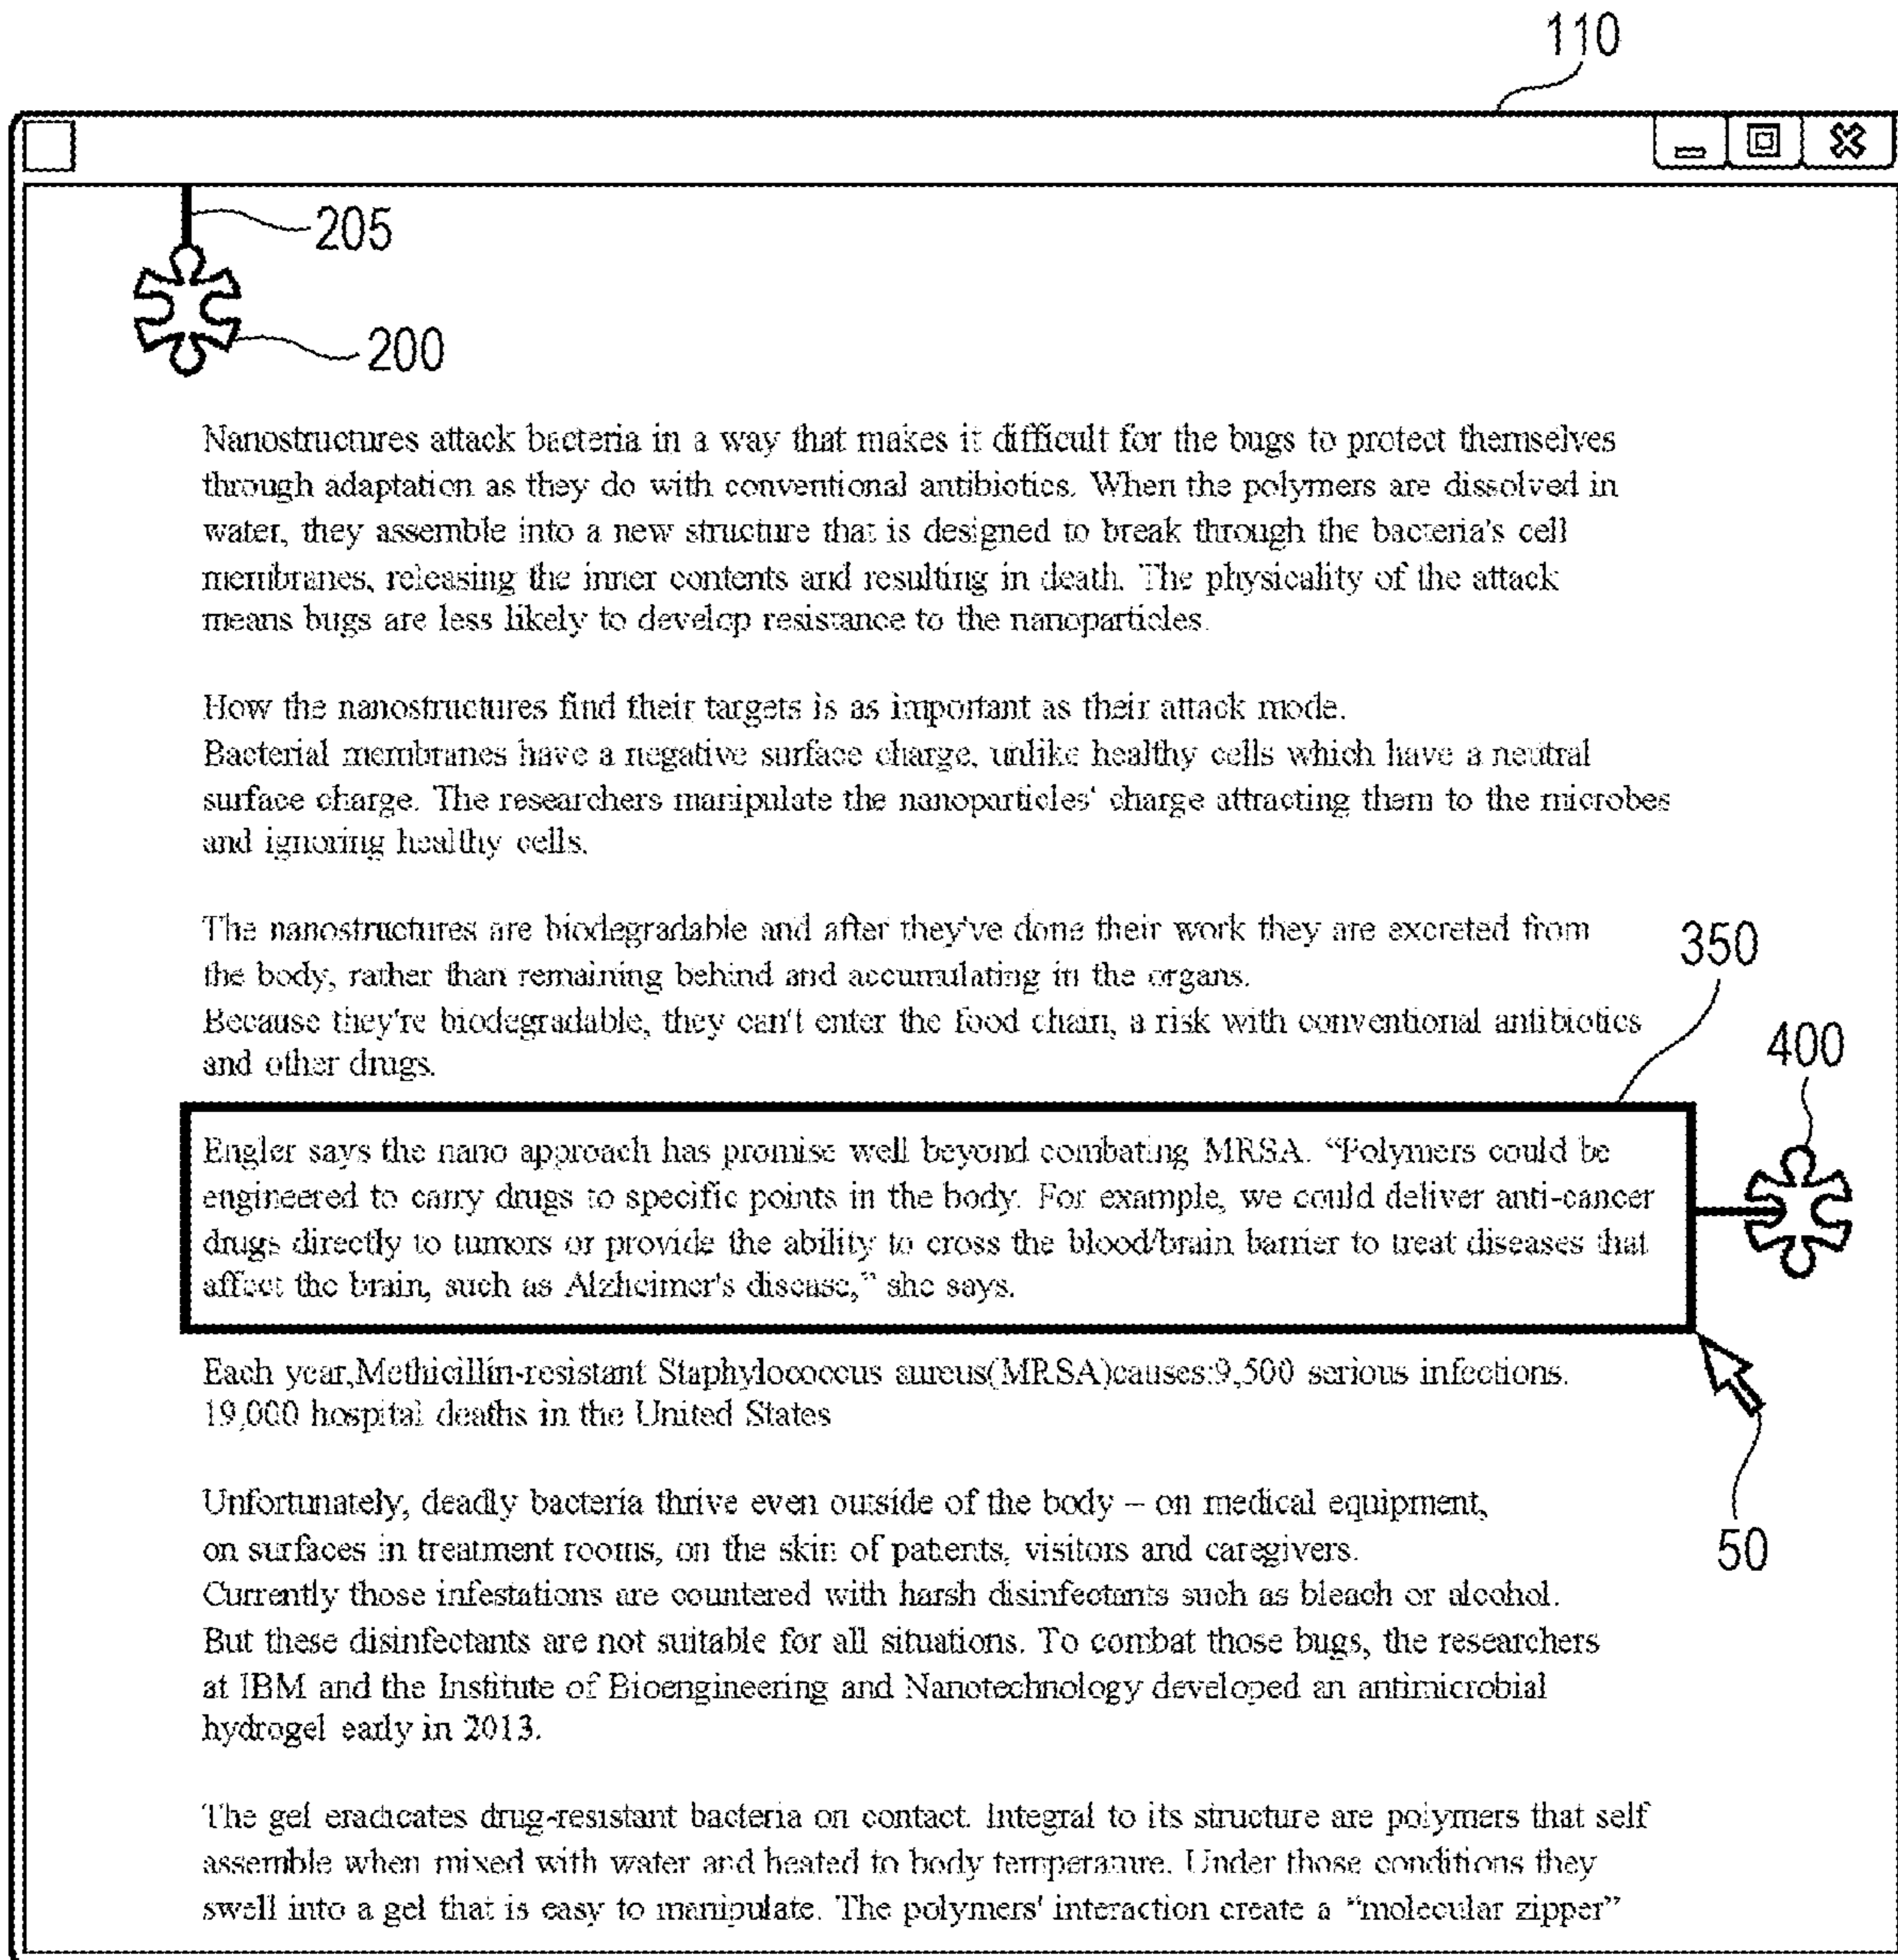 110
205
200
Nanostructures attack bacteria in a way that makes it difficult for the bugs to protect themselves
through adaptation as they do with conventional antibiotics. When the polymers are dissolved in
water, they assemble into a new structure that is designed to break through the bacteria's cell
membranes, releasing the inner contents and resulting in death. The physicality of the attack
means bugs are less likely to develop resistance to the nanoparticles.
How the nanostructures find their targets is as important as their attack mode.
Bacterial membranes have a negative surface charge, unlike healthy cells which have a neutral
surface charge. The researchers manipulate the nanoparticles' charge attracting them to the microbes
and ignoring healthy cells.
The nanostructures are biodegradable and after they've done their work they are excreted from
the body, rather than remaining behind and accumulating in the organs.
Because they're biodegradable, they can't enter the food chain, a risk with conventional antibiotics
and other drugs.
350
400
Engler says the nano approach has promise well beyond combating MRSA. “Polymers could be
engineered to carry drugs to specific points in the body. For example, we could deliver anti-cancer
drugs directly to tumors or provide the ability to cross the blood/brain barrier to treat diseases that
affect the brain, such as Alzheimer's disease,” she says.
Each year,Methicillin-resistant Staphylococcus aureus(MRSA)causes:9,500 serious infections.
19,000 hospital deaths in the United States
50
Unfortunately, deadly bacteria thrive even outside of the body – on medical equipment,
on surfaces in treatment rooms, on the skin of patients, visitors and caregivers.
Currently those infestations are countered with harsh disinfectants such as bleach or alcohol.
But these disinfectants are not suitable for all situations. To combat those bugs, the researchers
at IBM and the Institute of Bioengineering and Nanotechnology developed an antimicrobial
hydrogel early in 2013.
The gel eradicates drug-resistant bacteria on contact. Integral to its structure are polymers that self
assemble when mixed with water and heated to body temperature. Under those conditions they
swell into a gel that is easy to manipulate. The polymers' interaction create a “molecular zipper”